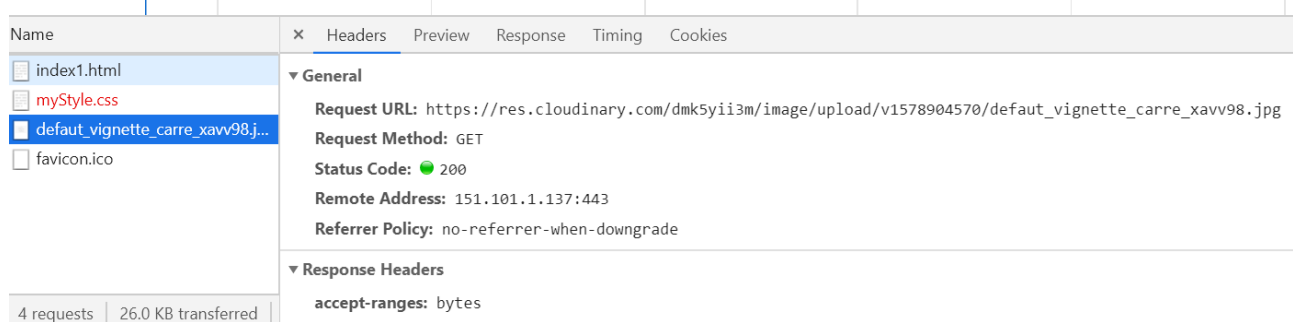 Name
× Headers Preview Response Timing Cookies
index1.html
myStyle.css
defaut_vignette_carre_xavv98.j...
favicon.ico
4 requests 26.0 KB transferred
▼ General
Request URL: https://res.cloudinary.com/dmk5yii3m/image/upload/v1578904570/defaut_vignette_carre_xavv98.jpg
Request Method: GET
Status Code: 200
Remote Address: 151.101.1.137:443
Referrer Policy: no-referrer-when-downgrade
▼ Response Headers
accept-ranges: bytes